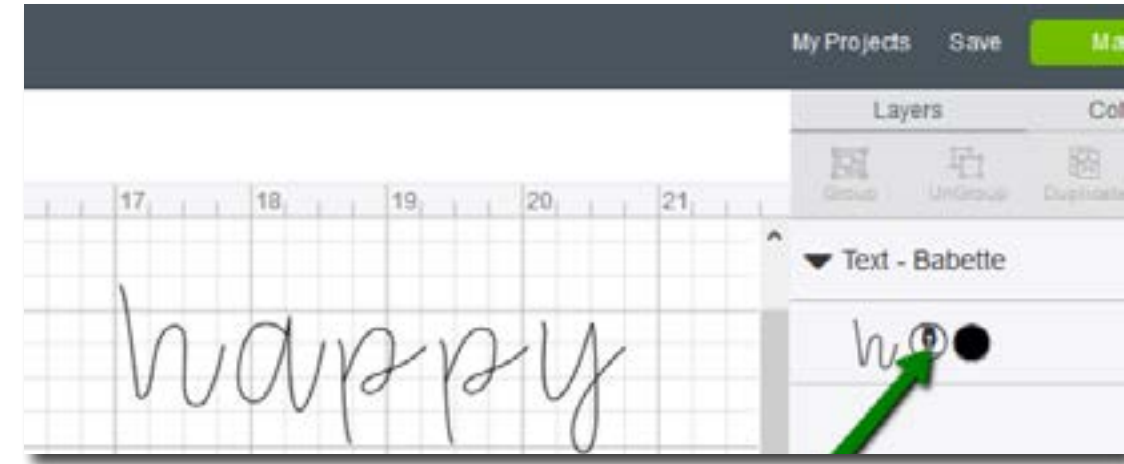 My Projects Save Ma
Layers Col
Group UnGroup Duplicate
17 18 19 20 21
Text - Babette
happy
h